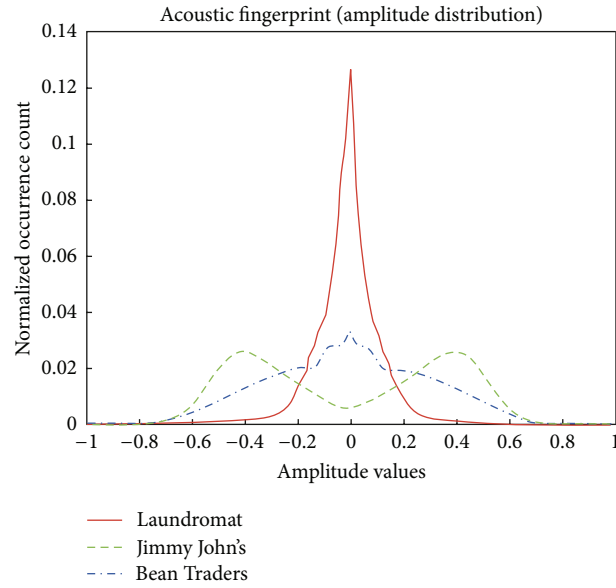 Acoustic fingerprint (amplitude distribution)
Normalized occurrence count
0.14
0.12
0.1
0.08
0.06
0.04
0.02
0
−1 −0.8 −0.6 −0.4 −0.2 0 0.2 0.4 0.6 0.8 1
Amplitude values
Laundromat
Jimmy John's
Bean Traders